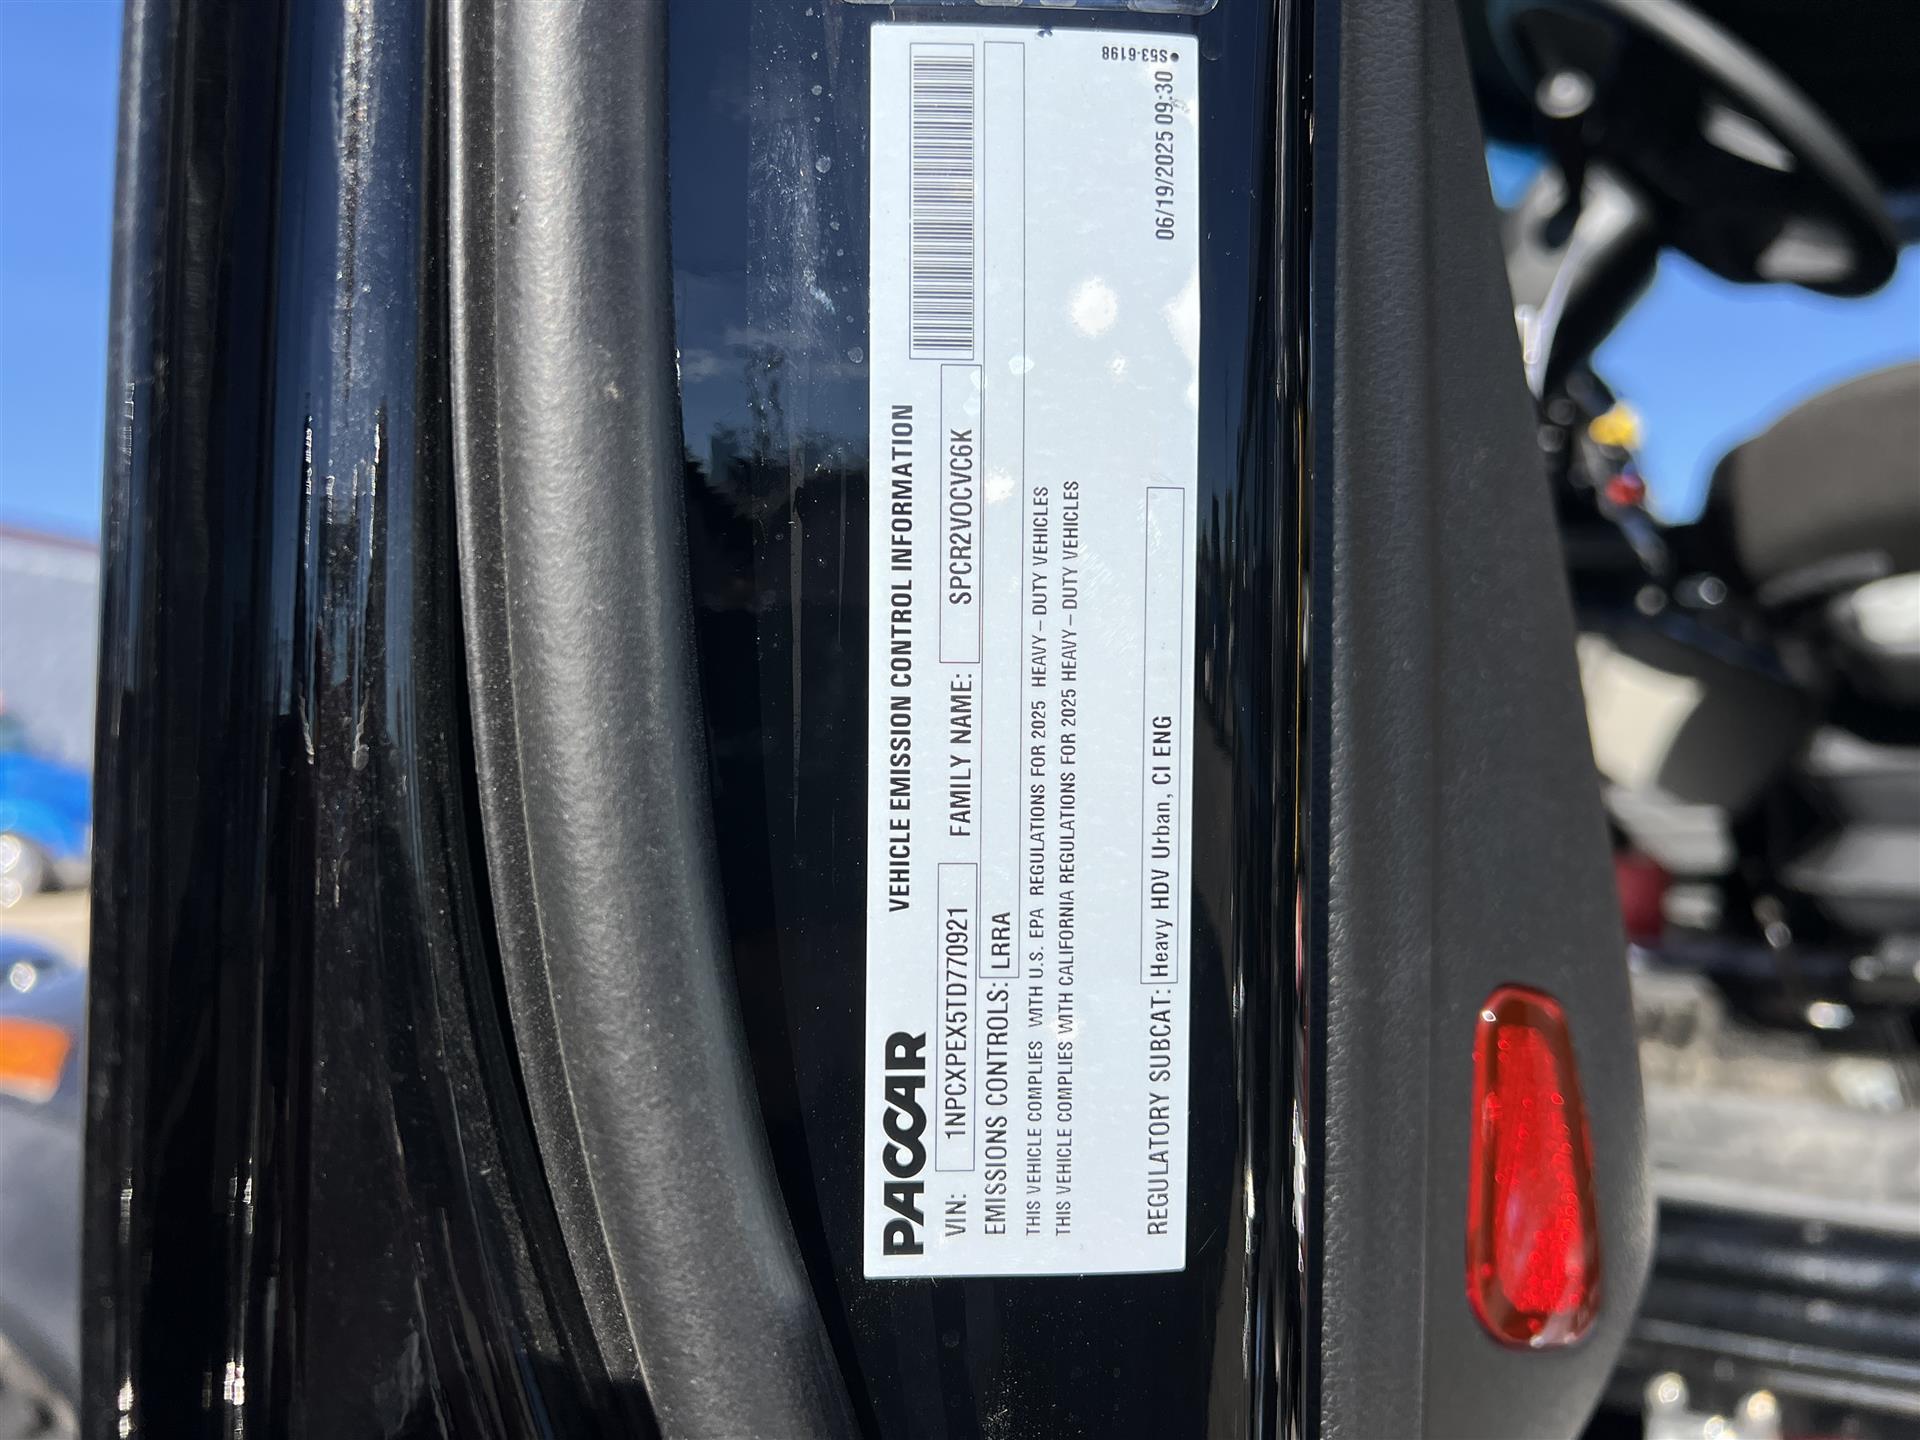 VEHICLE EMISSION CONTROL INFORMATION
PACCAR
VIN: 1NPCXPEX5TD770921 FAMILY NAME: SPCR2VOCVC6K
EMISSIONS CONTROLS: LRRA
THIS VEHICLE COMPLIES WITH U.S. EPA REGULATIONS FOR 2025 HEAVY – DUTY VEHICLES
THIS VEHICLE COMPLIES WITH CALIFORNIA REGULATIONS FOR 2025 HEAVY – DUTY VEHICLES
REGULATORY SUBCAT: Heavy HDV Urban, CI ENG
06/19/2025 09:30
•S53-6198